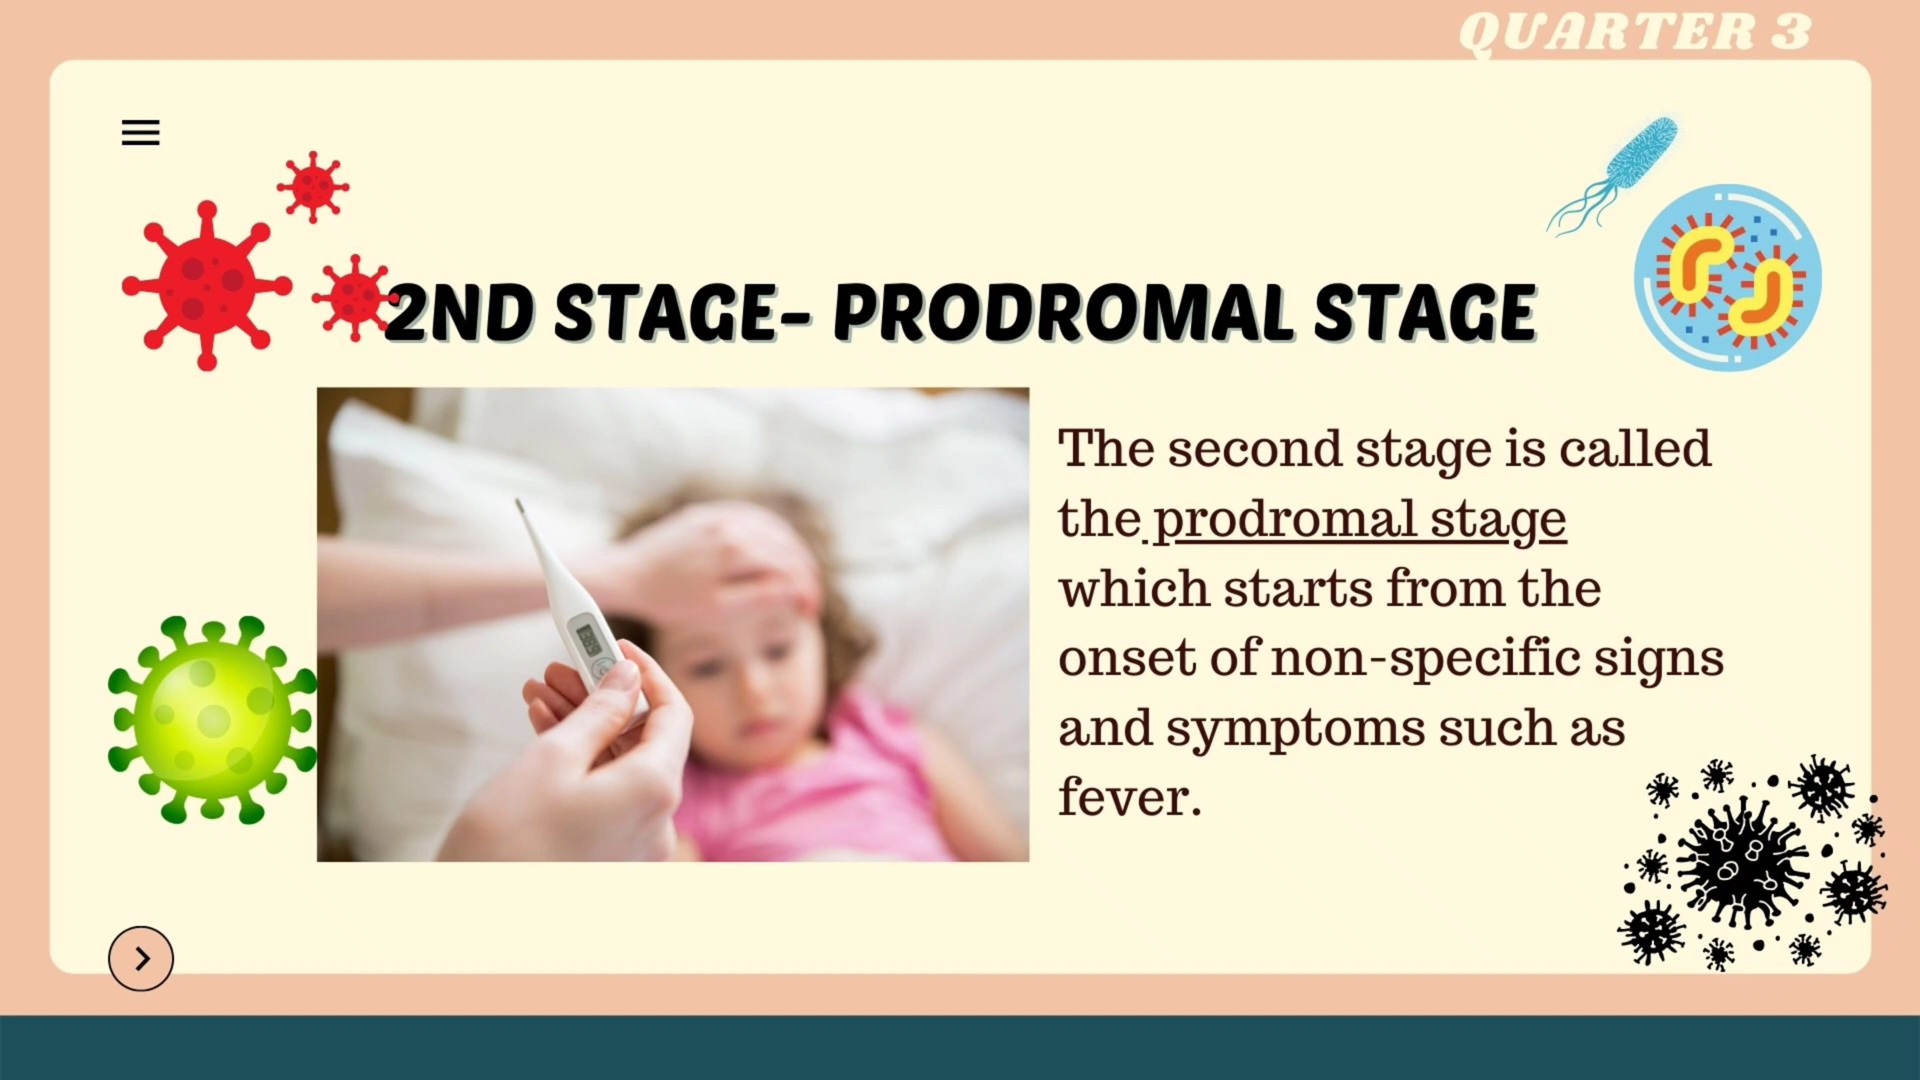 QUARTER 3
2ND STAGE- PRODROMAL STAGE
The second stage is called
the prodromal stage
which starts from the
onset of non-specific signs
and symptoms such as
fever.